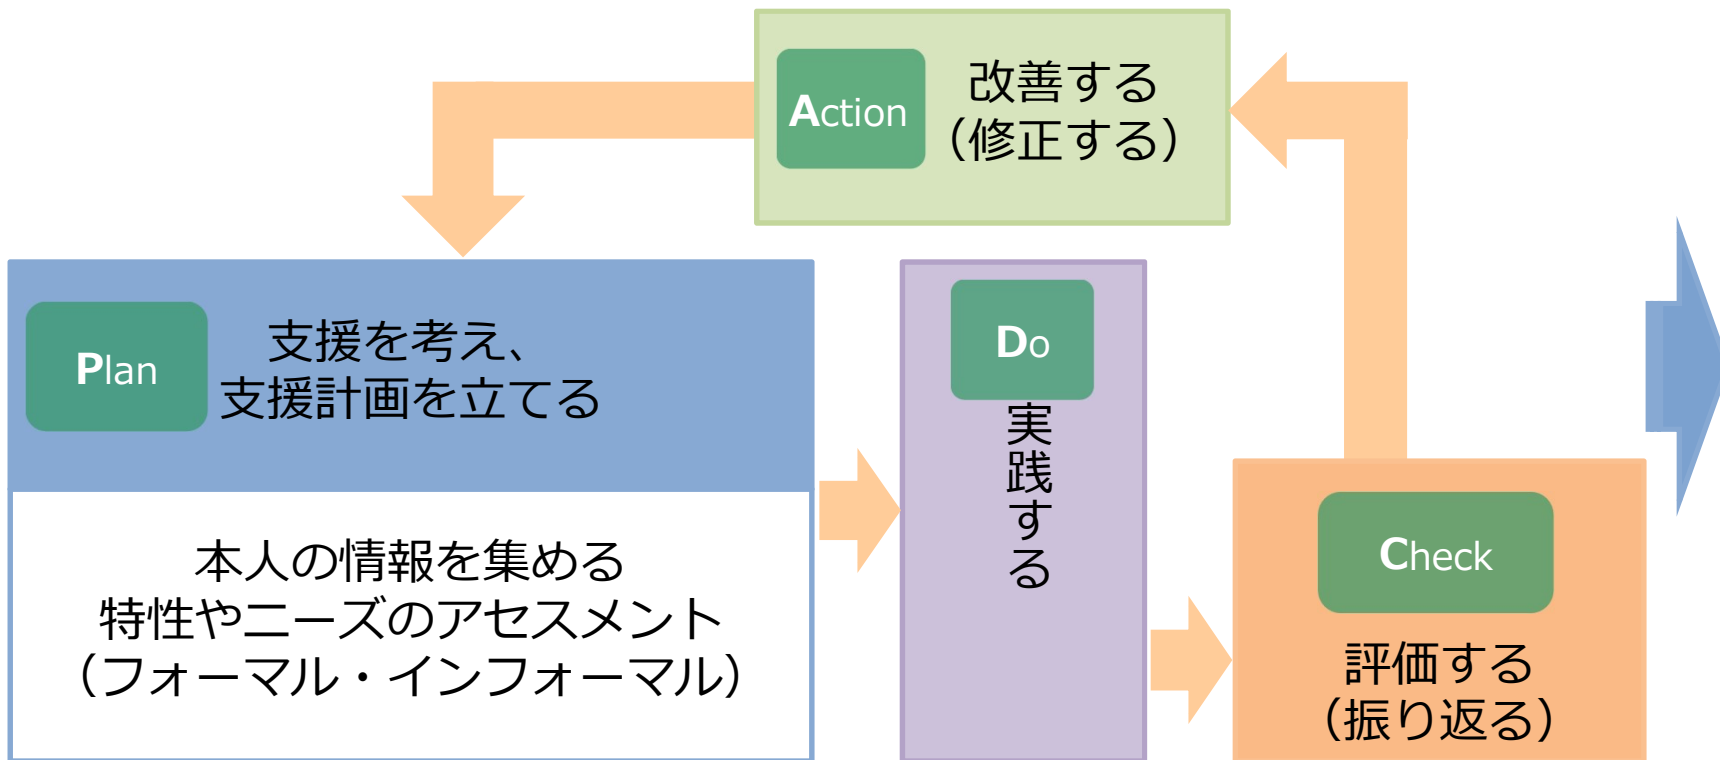 Action
改善する
（修正する）
Plan
支援を考え、
支援計画を立てる
本人の情報を集める
特性やニーズのアセスメント
（フォーマル・インフォーマル）
Do
実践する
Check
評価する
（振り返る）